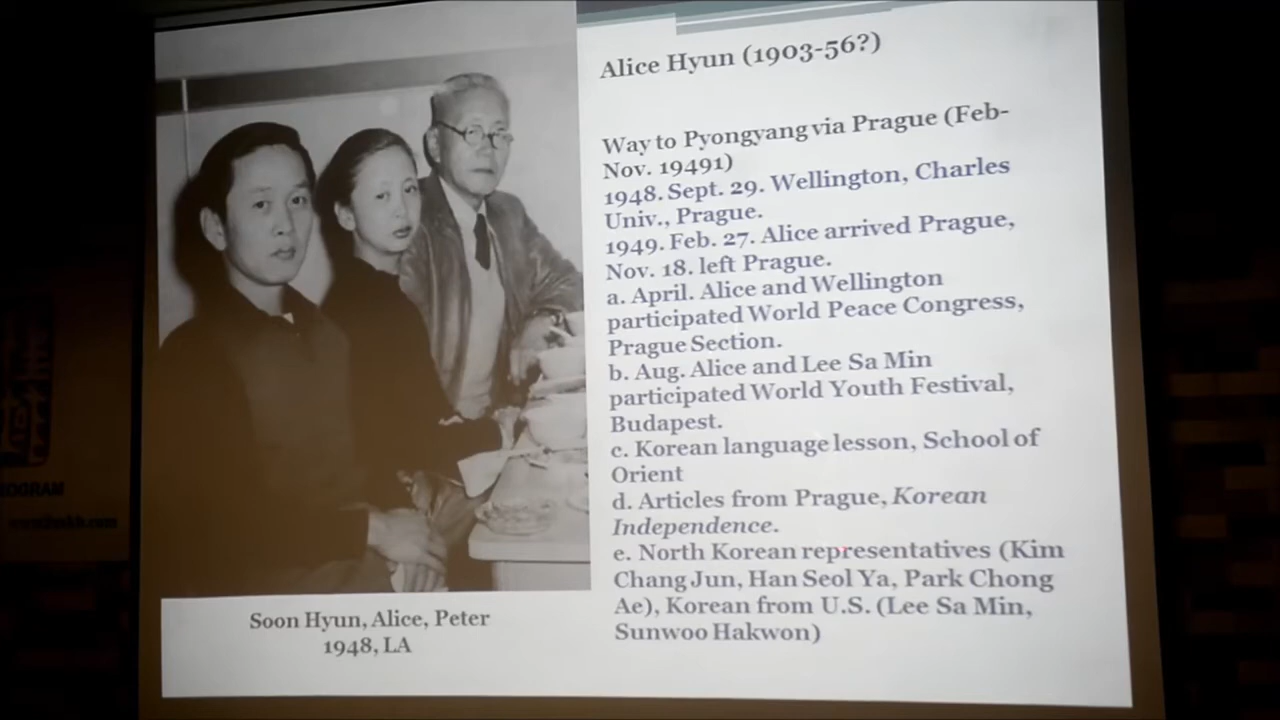 Alice Hyun (1903-56?)
Way to Pyongyang via Prague (Feb-
Nov. 19491)
1948. Sept. 29. Wellington, Charles
Univ., Prague.
1949. Feb. 27. Alice arrived Prague,
Nov. 18. left Prague.
a. April. Alice and Wellington
participated World Peace Congress,
Prague Section.
b. Aug. Alice and Lee Sa Min
participated World Youth Festival,
Budapest.
c. Korean language lesson, School of
Orient
d. Articles from Prague, Korean
Independence.
e. North Korean representatives (Kim
Chang Jun, Han Seol Ya, Park Chong
Ae), Korean from U.S. (Lee Sa Min,
Sunwoo Hakwon)
Soon Hyun, Alice, Peter
1948, LA